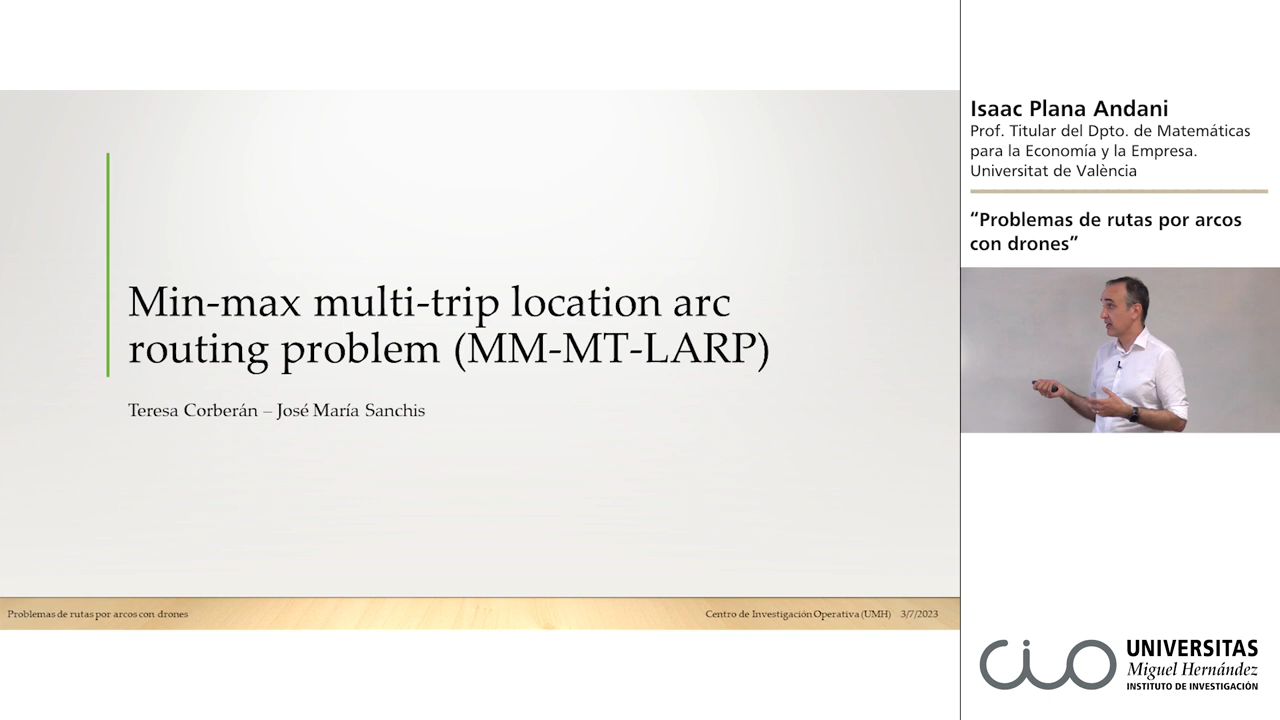 Min-max multi-trip location arc
routing problem (MM-MT-LARP)
Teresa Corberán – José María Sanchis
Problemas de rutas por arcos con drones
Centro de Investigación Operativa (UMH) 3/7/2023
Isaac Plana Andani
Prof. Titular del Dpto. de Matemáticas
para la Economía y la Empresa.
Universitat de València
“Problemas de rutas por arcos
con drones”
cio
UNIVERSITAS
Miguel Hernández
INSTITUTO DE INVESTIGACIÓN